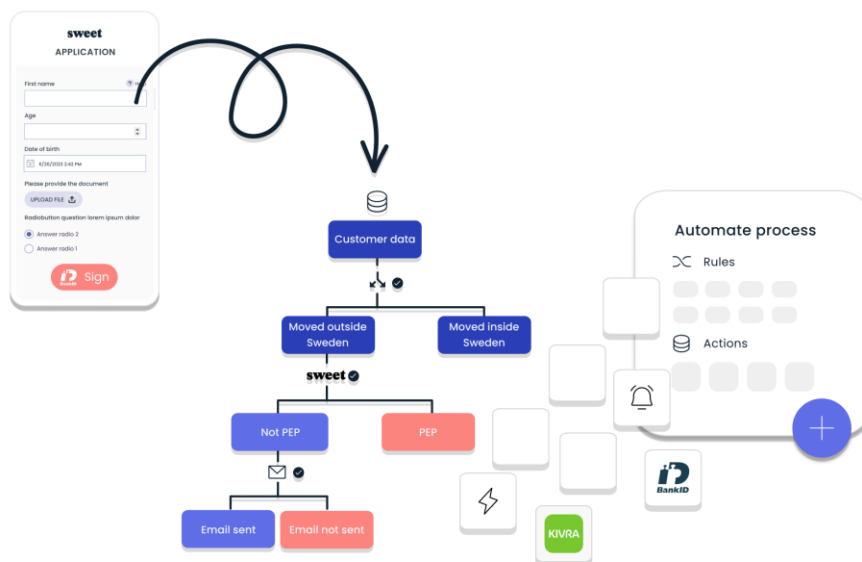 sweet
APPLICATION
First name
Age
Date of birth
Please provide the document
UPLOAD FILE
Radiobutton question lorem ipsum dolor
Answer radio 2
Answer radio 1
BankID
Sign
Customer data
Moved outside
Sweden
Moved inside
Sweden
sweet
Not PEP
PEP
Email sent
Email not sent
Automate process
Rules
Actions
BankID
KIVRA